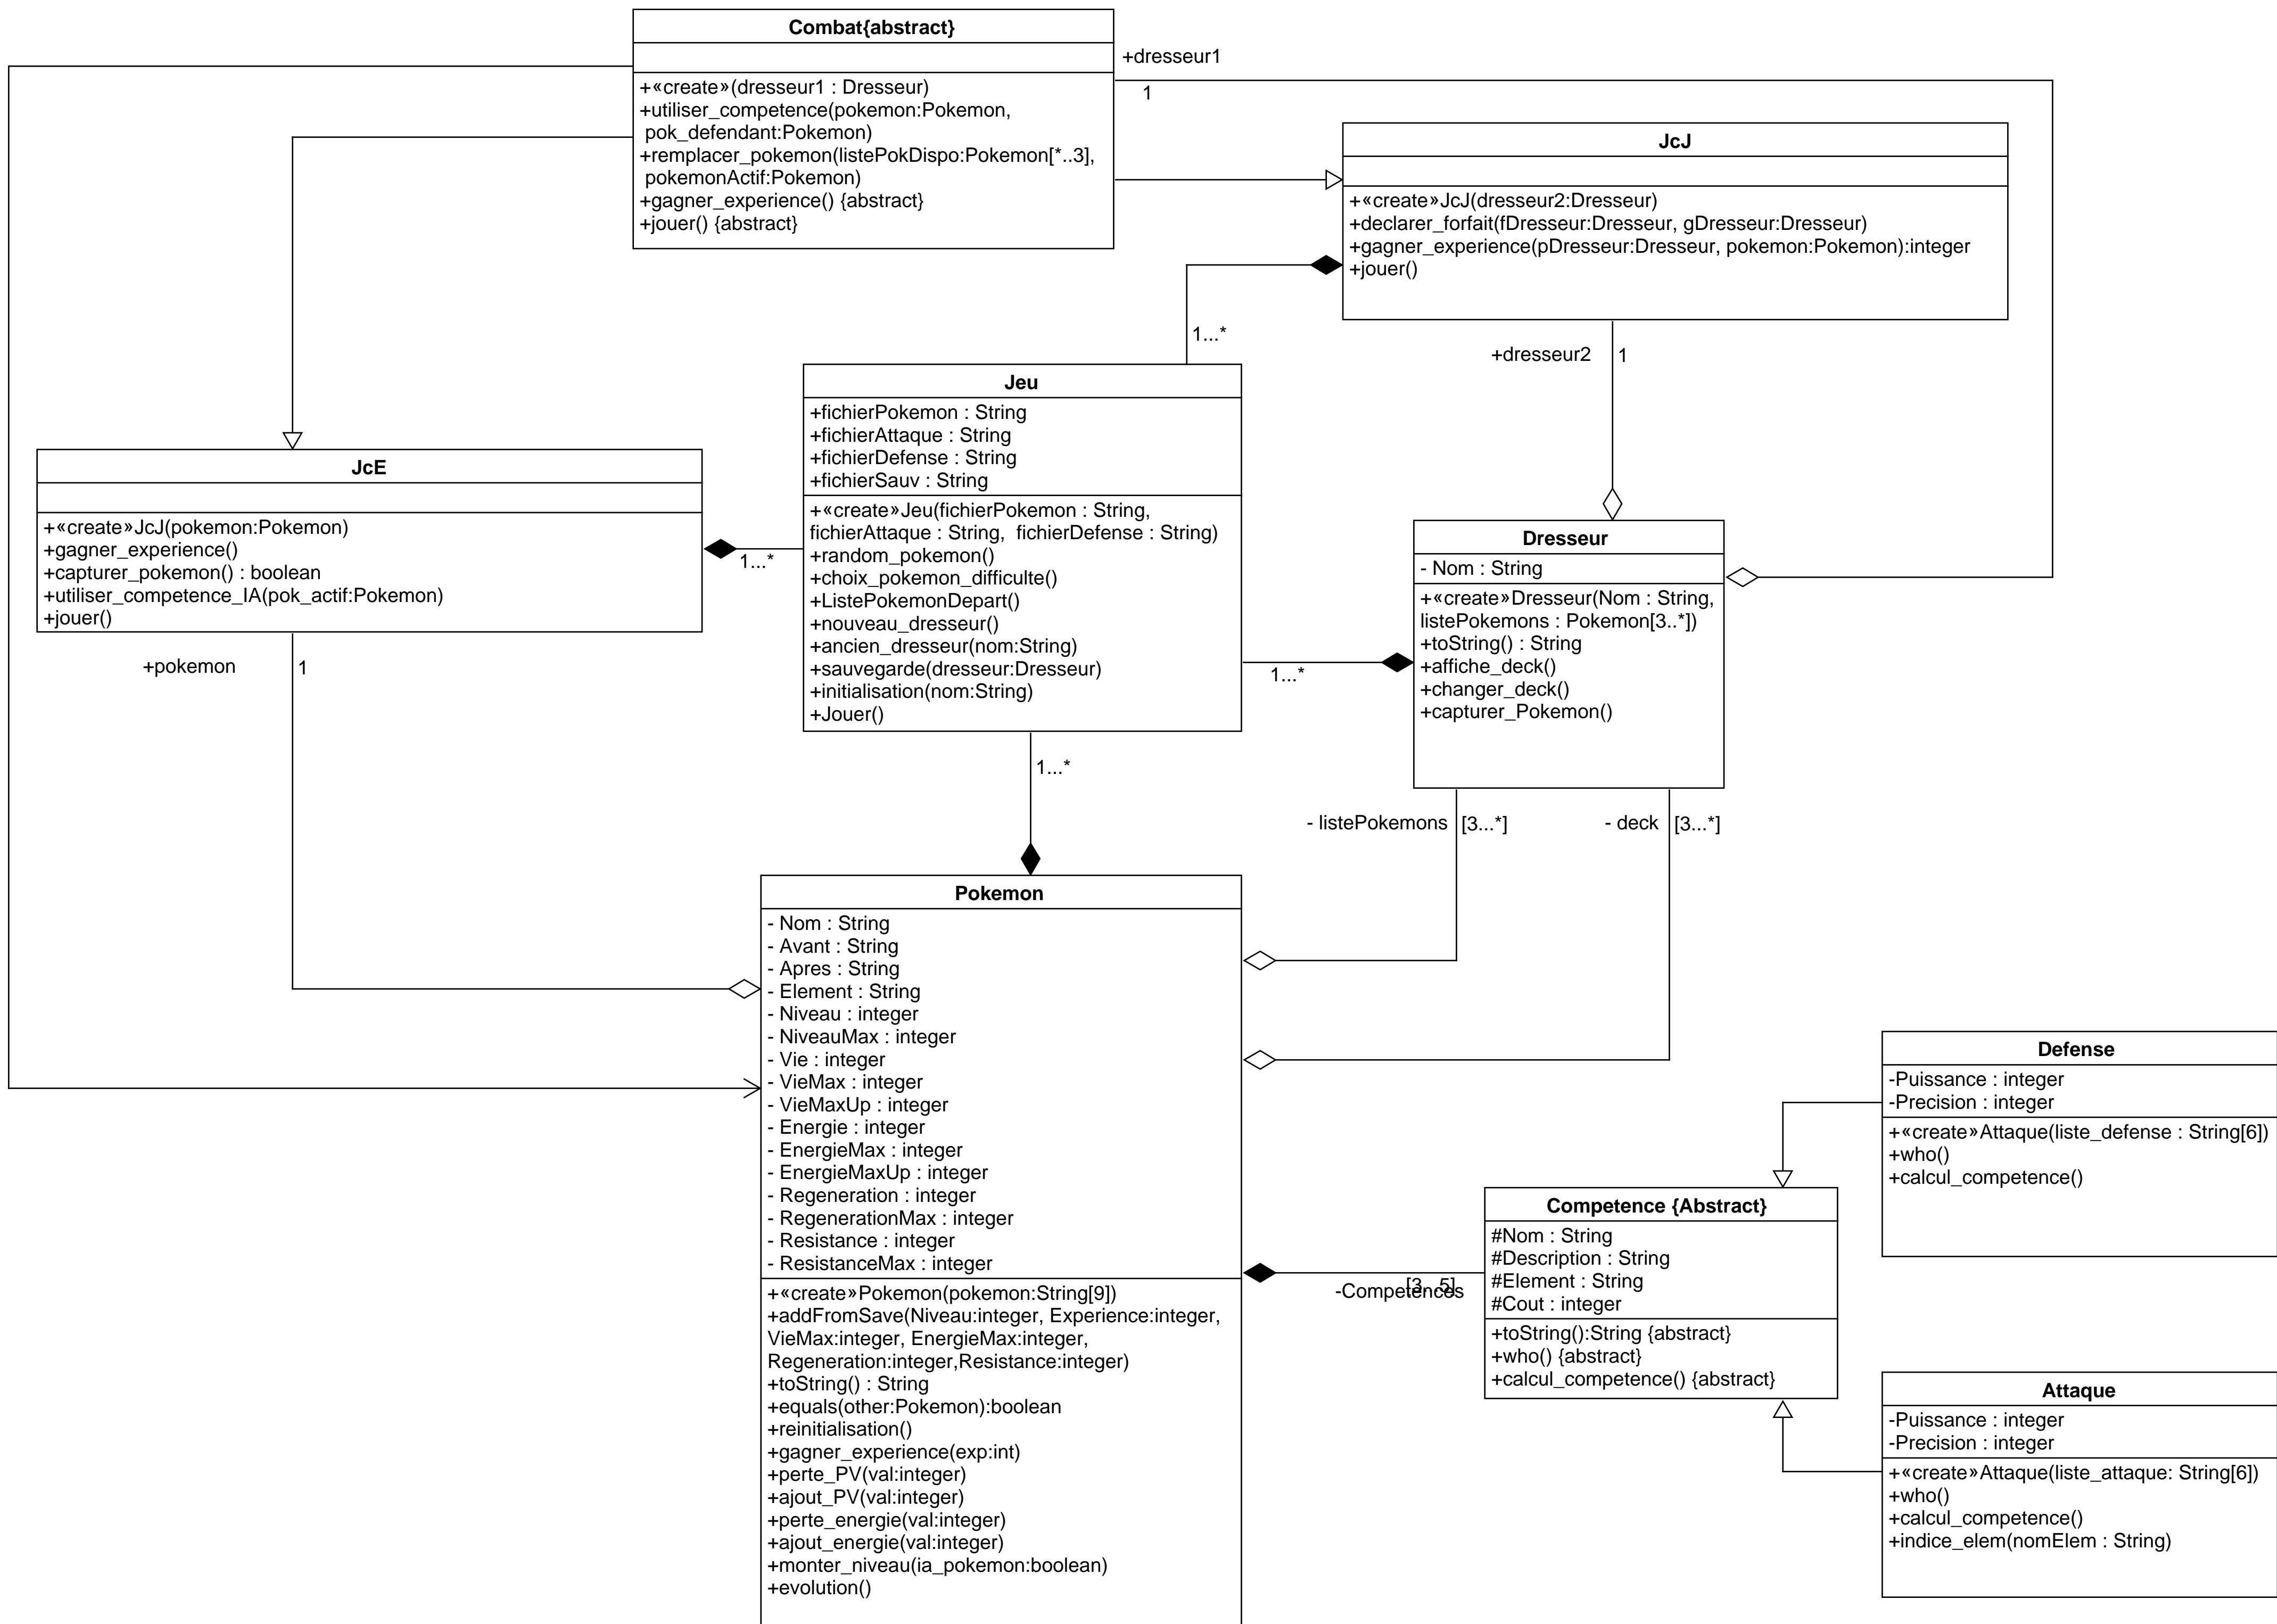 Combat{abstract}
+«create»(dresseur1 : Dresseur)
+utiliser_competence(pokemon:Pokemon,
pok_defendant:Pokemon)
+remplacer_pokemon(listePokDispo:Pokemon[*..3],
pokemonActif:Pokemon)
+gagner_experience() {abstract}
+jouer() {abstract}
+dresseur1
1
JcJ
+«create»JcJ(dresseur2:Dresseur)
+declarer_forfait(fDresseur:Dresseur, gDresseur:Dresseur)
+gagner_experience(pDresseur:Dresseur, pokemon:Pokemon):integer
+jouer()
1...*
+dresseur2
1
Jeu
+fichierPokemon : String
+fichierAttaque : String
+fichierDefense : String
+fichierSauv : String
+«create»Jeu(fichierPokemon : String,
fichierAttaque : String,  fichierDefense : String)
+random_pokemon()
+choix_pokemon_difficulte()
+ListePokemonDepart()
+nouveau_dresseur()
+ancien_dresseur(nom:String)
+sauvegarde(dresseur:Dresseur)
+initialisation(nom:String)
+Jouer()
JcE
+«create»JcJ(pokemon:Pokemon)
+gagner_experience()
+capturer_pokemon() : boolean
+utiliser_competence_IA(pok_actif:Pokemon)
+jouer()
1...*
+pokemon
1
Dresseur
- Nom : String
+«create»Dresseur(Nom : String,
listePokemons : Pokemon[3..*])
+toString() : String
+affiche_deck()
+changer_deck()
+capturer_Pokemon()
1...*
1...*
- listePokemons
[3...*]
- deck
[3...*]
Pokemon
- Nom : String
- Avant : String
- Apres : String
- Element : String
- Niveau : integer
- NiveauMax : integer
- Vie : integer
- VieMax : integer
- VieMaxUp : integer
- Energie : integer
- EnergieMax : integer
- EnergieMaxUp : integer
- Regeneration : integer
- RegenerationMax : integer
- Resistance : integer
- ResistanceMax : integer
+«create»Pokemon(pokemon:String[9])
+addFromSave(Niveau:integer, Experience:integer,
VieMax:integer, EnergieMax:integer,
Regeneration:integer,Resistance:integer)
+toString() : String
+equals(other:Pokemon):boolean
+reinitialisation()
+gagner_experience(exp:int)
+perte_PV(val:integer)
+ajout_PV(val:integer)
+perte_energie(val:integer)
+ajout_energie(val:integer)
+monter_niveau(ia_pokemon:boolean)
+evolution()
-Competences
Competence {Abstract}
#Nom : String
#Description : String
#Element : String
#Cout : integer
+toString():String {abstract}
+who() {abstract}
+calcul_competence() {abstract}
Defense
-Puissance : integer
-Precision : integer
+«create»Attaque(liste_defense : String[6])
+who()
+calcul_competence()
Attaque
-Puissance : integer
-Precision : integer
+«create»Attaque(liste_attaque: String[6])
+who()
+calcul_competence()
+indice_elem(nomElem : String)